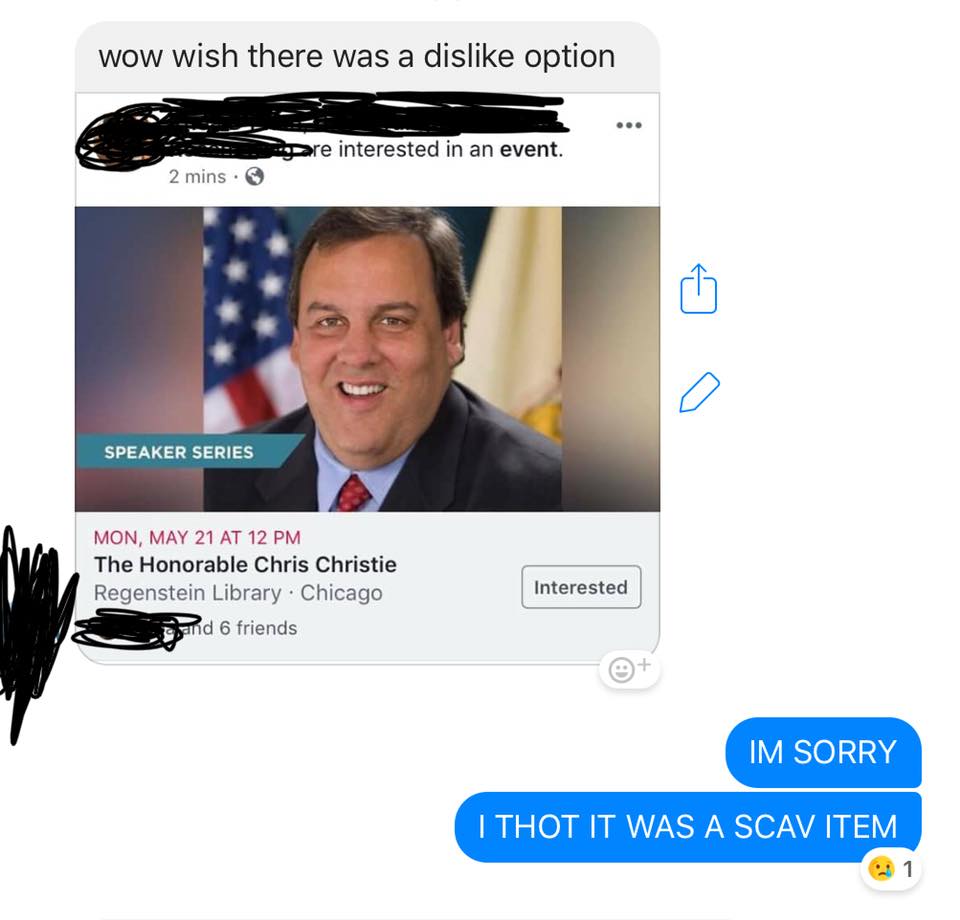 wow wish there was a dislike option
are interested in an event.
2 mins
SPEAKER SERIES
MON, MAY 21 AT 12 PM
The Honorable Chris Christie
Regenstein Library · Chicago
Interested
and 6 friends
IM SORRY
I THOT IT WAS A SCAV ITEM
1